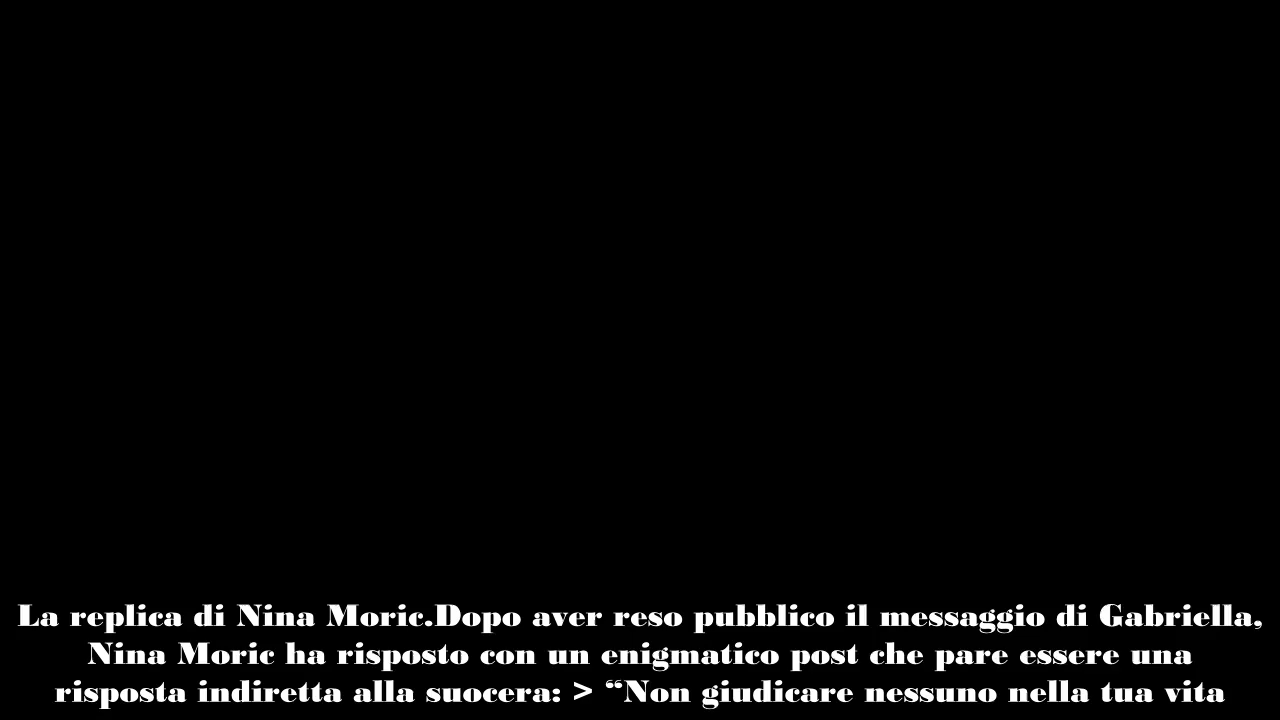 La replica di Nina Moric.Dopo aver reso pubblico il messaggio di Gabriella,
Nina Moric ha risposto con un enigmatico post che pare essere una
risposta indiretta alla suocera: > “Non giudicare nessuno nella tua vita